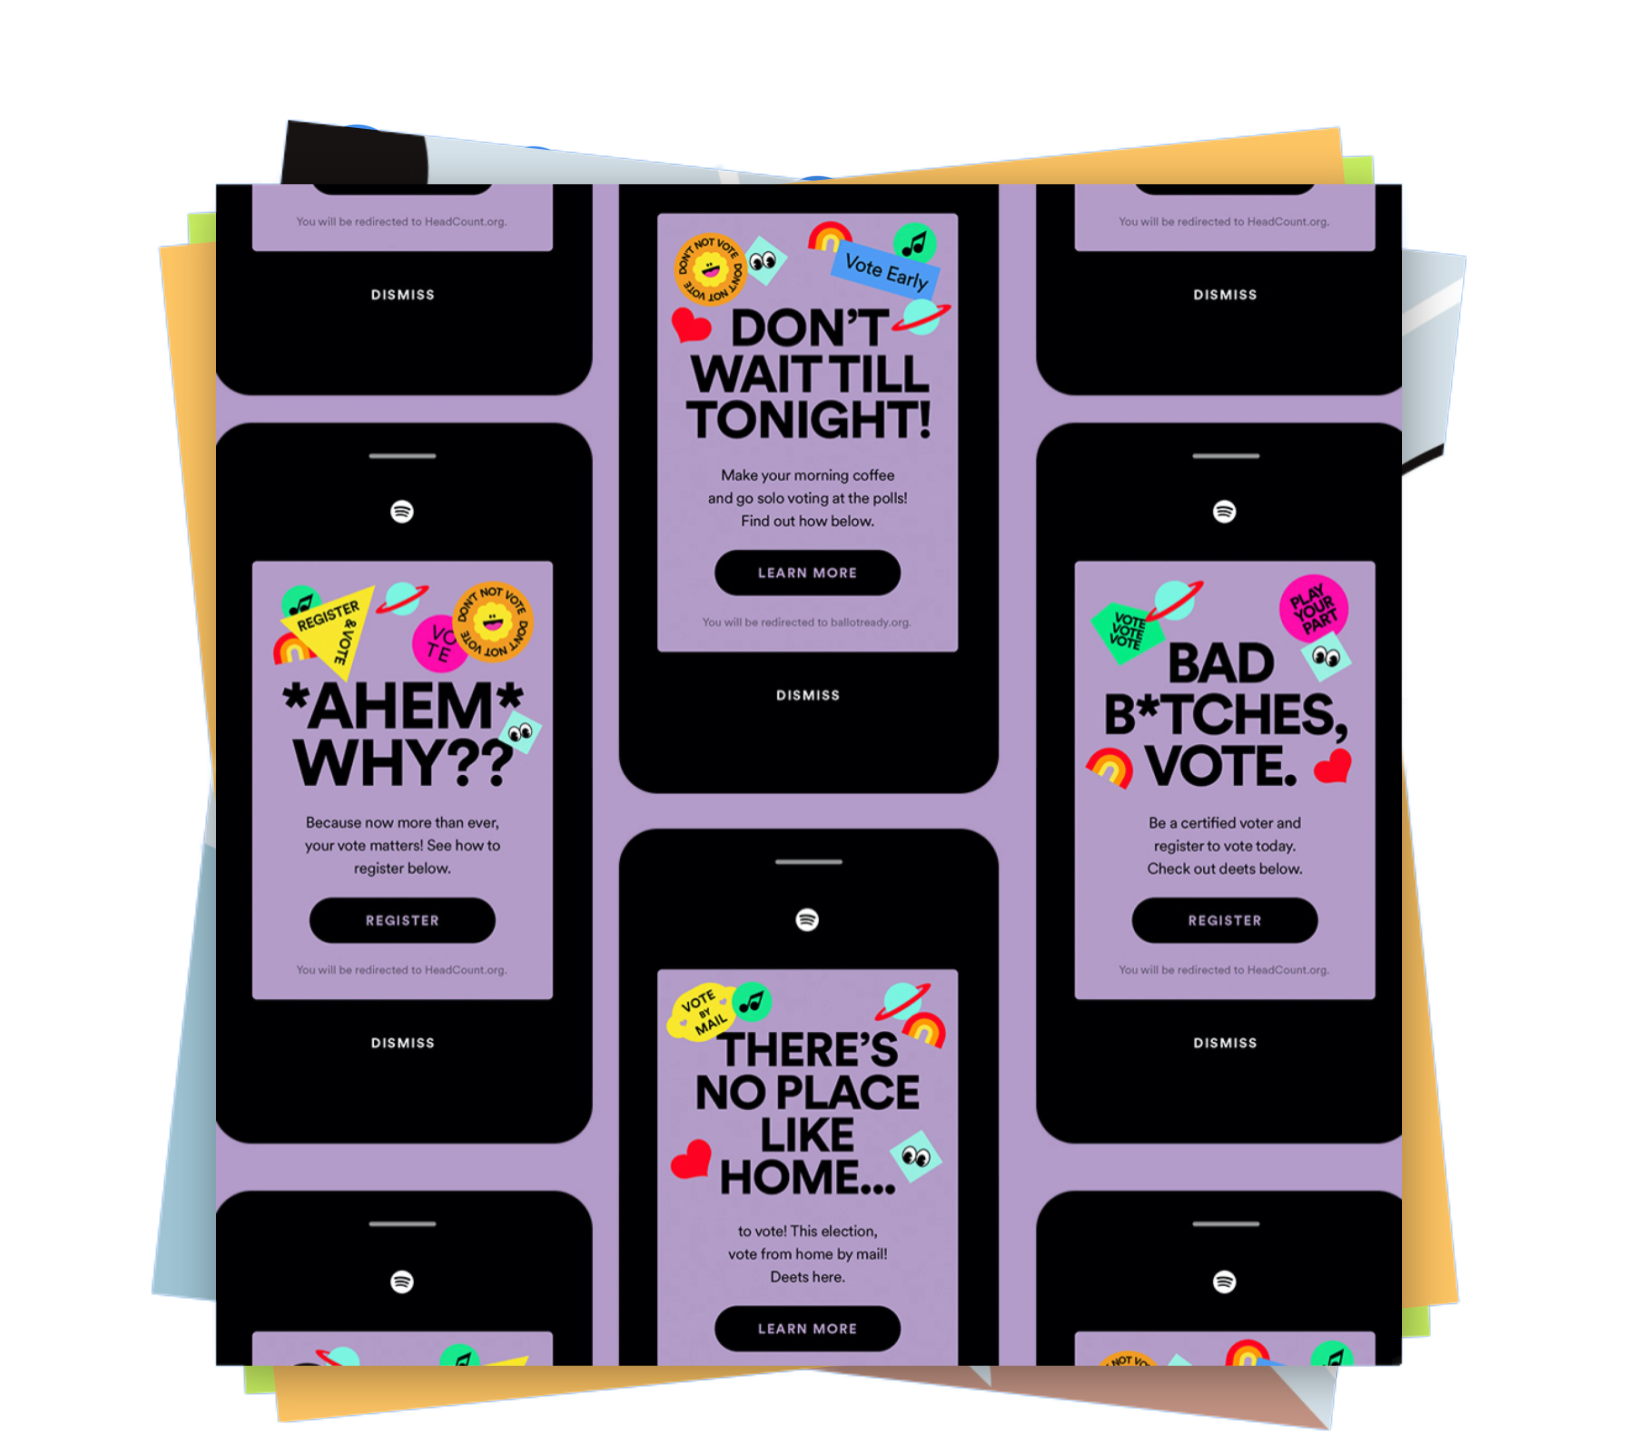 You will be redirected to HeadCount.org.
DISMISS
REGISTER
& VOTE
VO
TE
DON'T NOT VOTE DON'T NOT VOTE
*AHEM*
WHY??
Because now more than ever,
your vote matters! See how to
register below.
REGISTER
You will be redirected to HeadCount.org.
DISMISS
DON'T NOT VOTE DON'T NOT VOTE
Vote Early
DON’T
WAIT TILL
TONIGHT!
Make your morning coffee
and go solo voting at the polls!
Find out how below.
LEARN MORE
You will be redirected to ballotready.org.
DISMISS
VOTE
BY
MAIL
THERE’S
NO PLACE
LIKE
HOME...
to vote! This election,
vote from home by mail!
Deets here.
LEARN MORE
You will be redirected to HeadCount.org.
DISMISS
VOTE
VOTE
VOTE
PLAY
YOUR
PART
BAD
B*TCHES,
VOTE.
Be a certified voter and
register to vote today.
Check out deets below.
REGISTER
You will be redirected to HeadCount.org.
DISMISS
NOT VO